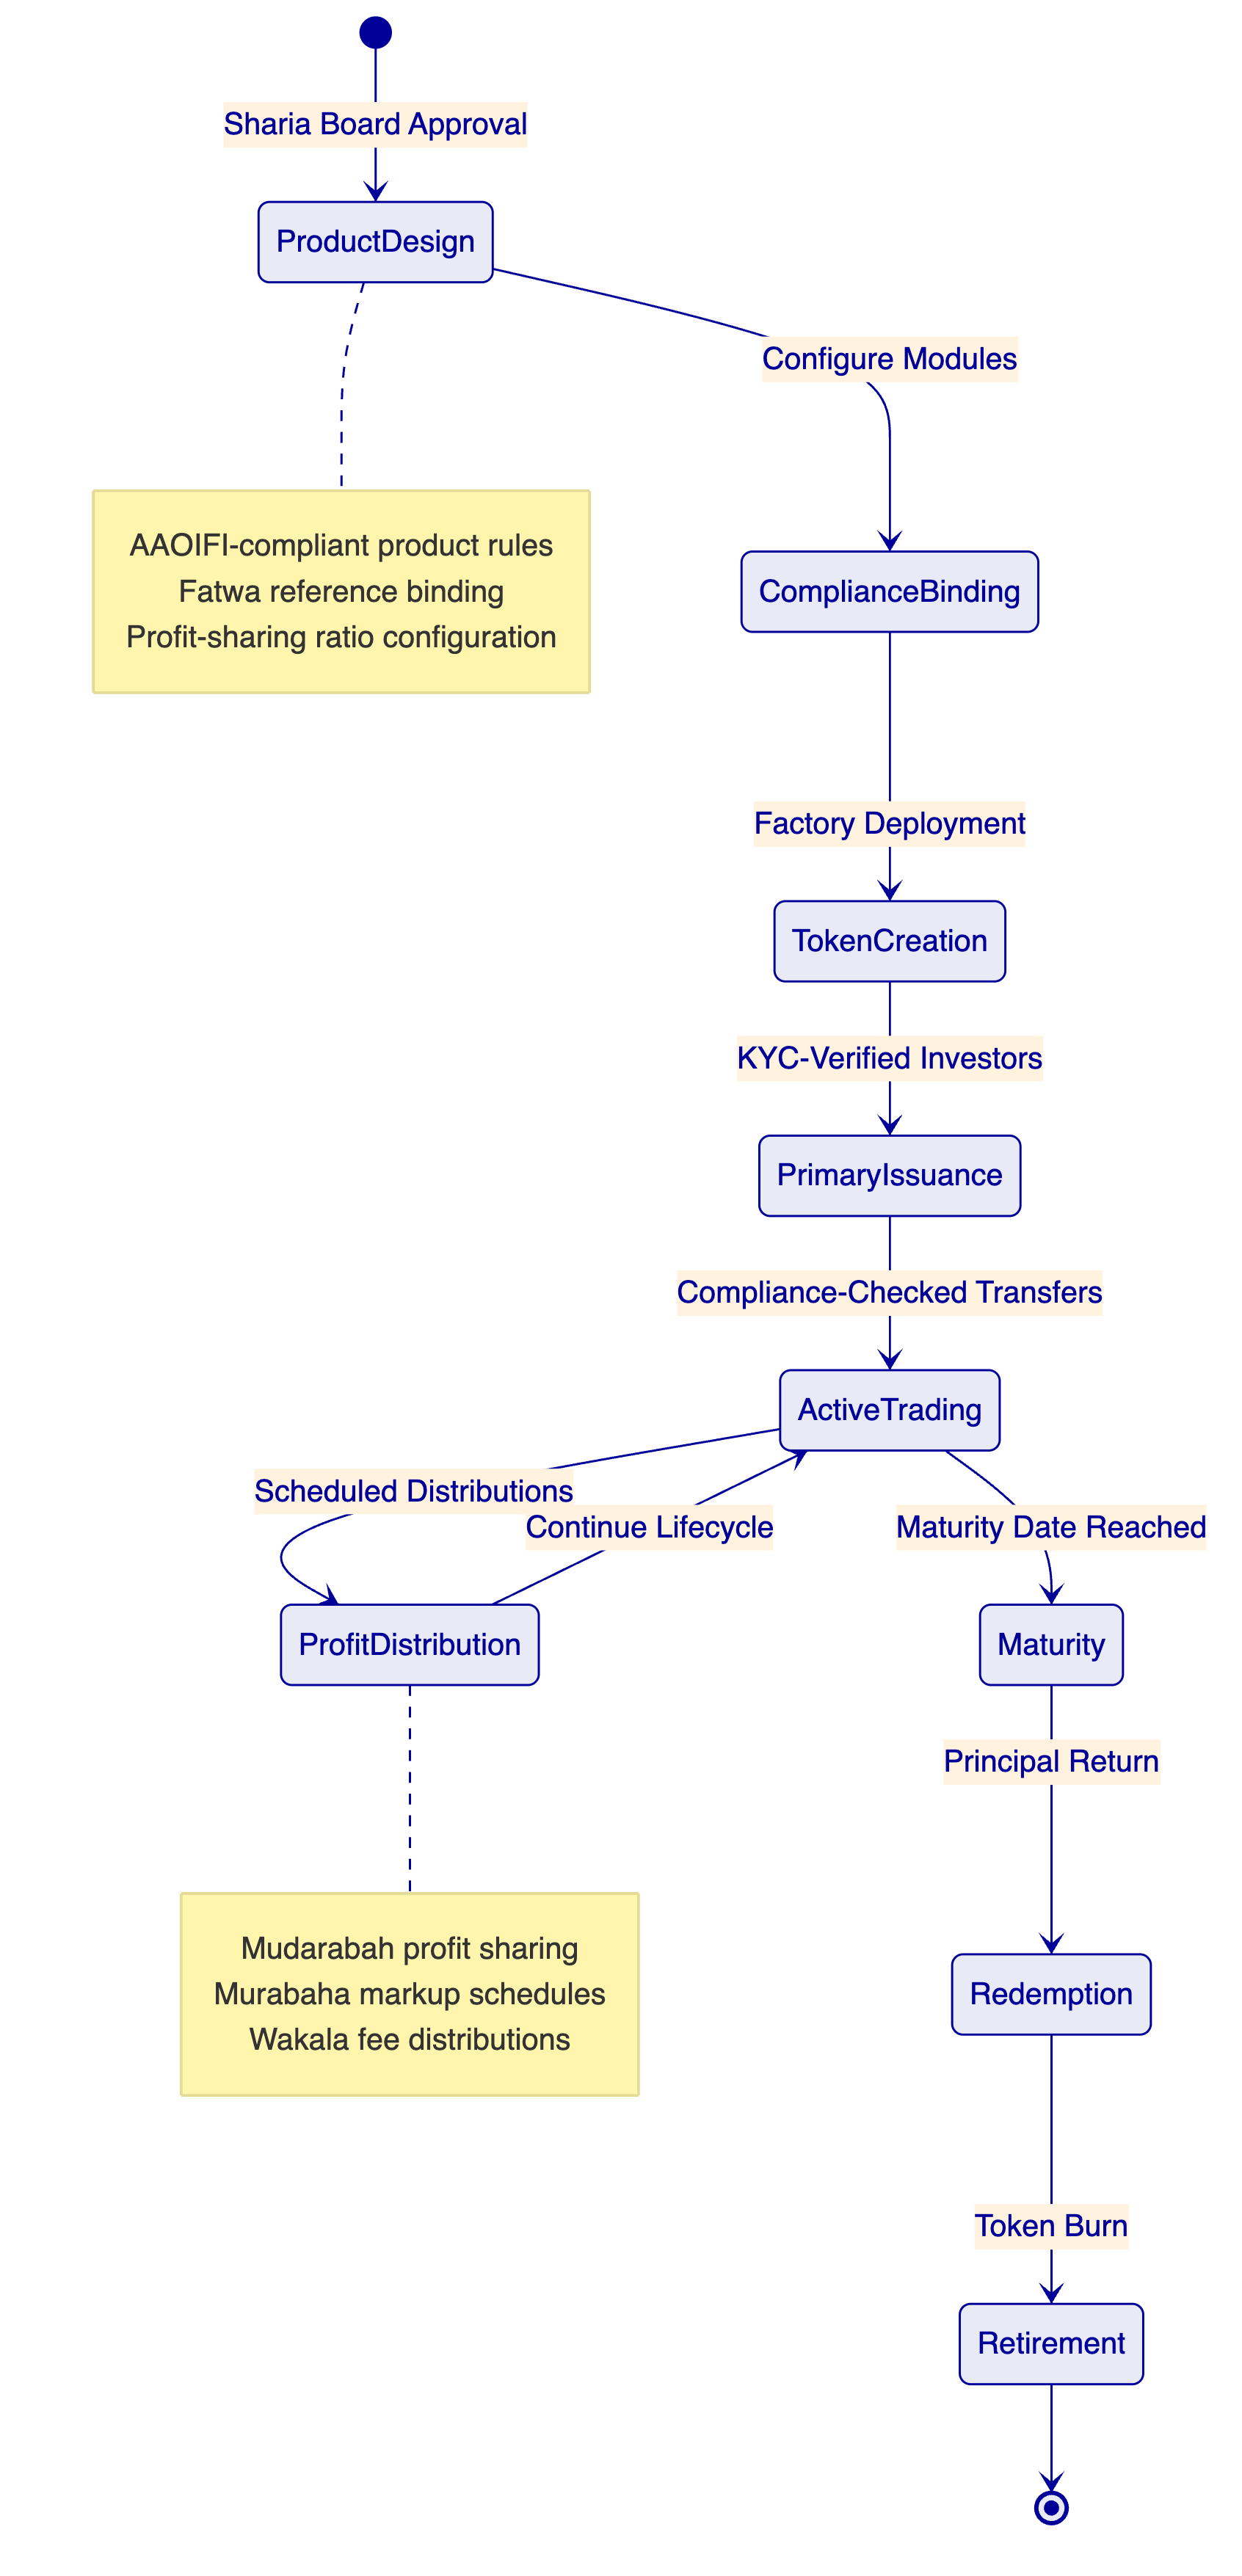 Sharia Board Approval
ProductDesign
Configure Modules
AAOIFI-compliant product rules
Fatwa reference binding
Profit-sharing ratio configuration
ComplianceBinding
Factory Deployment
TokenCreation
KYC-Verified Investors
PrimaryIssuance
Compliance-Checked Transfers
ActiveTrading
Scheduled Distributions
Continue Lifecycle
Maturity Date Reached
ProfitDistribution
Maturity
Principal Return
Mudarabah profit sharing
Murabaha markup schedules
Wakala fee distributions
Redemption
Token Burn
Retirement